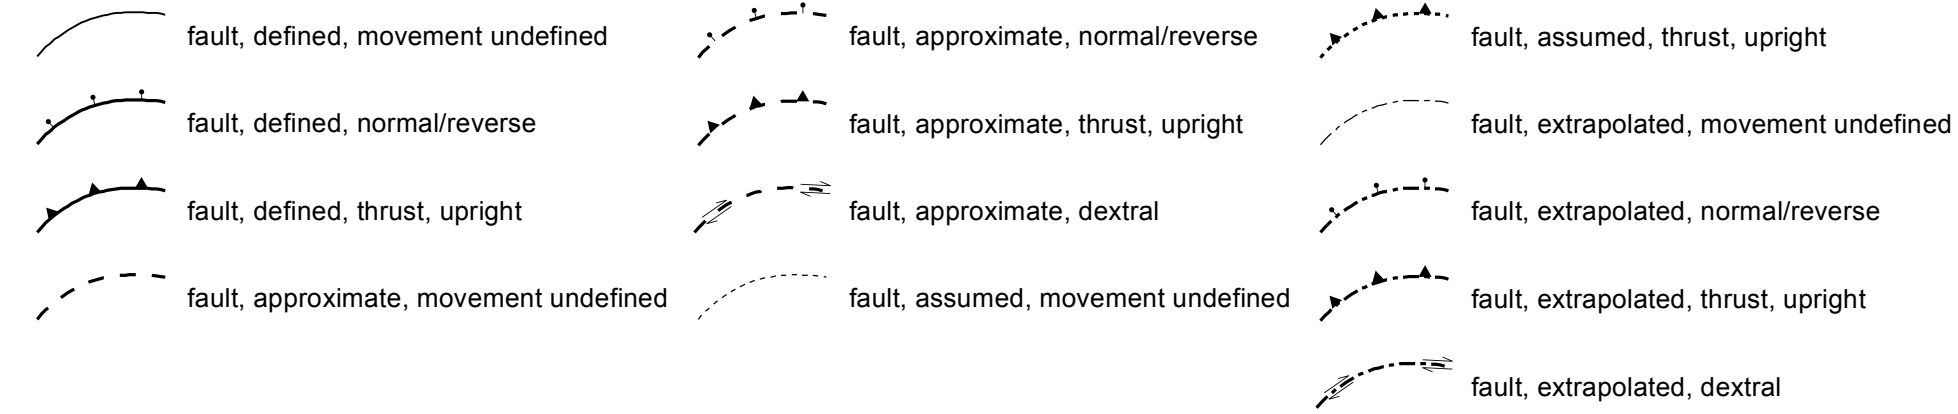 fault, defined, movement undefined
fault, defined, normal/reverse
fault, defined, thrust, upright
fault, approximate, movement undefined
fault, approximate, normal/reverse
fault, approximate, thrust, upright
fault, approximate, dextral
fault, assumed, movement undefined
fault, assumed, thrust, upright
fault, extrapolated, movement undefined
fault, extrapolated, normal/reverse
fault, extrapolated, thrust, upright
fault, extrapolated, dextral